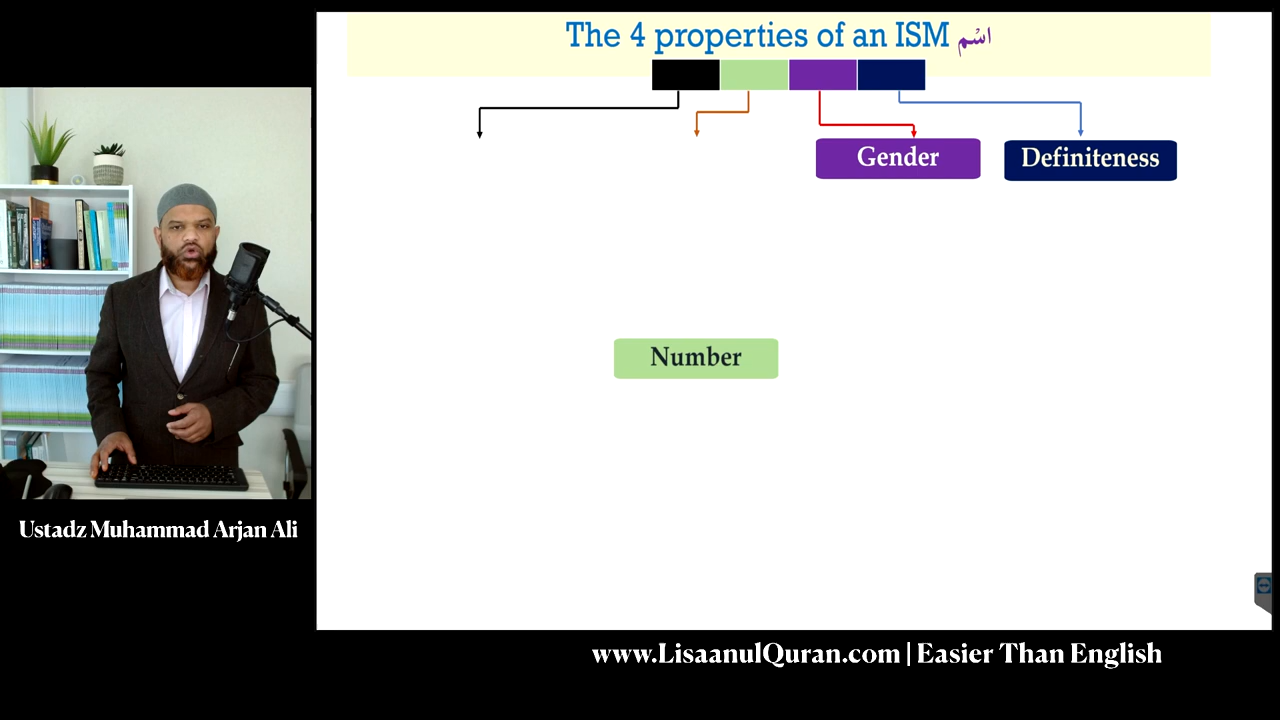 The 4 properties of an ISM اسْم
Gender
Definiteness
Number
Ustadz Muhammad Arjan Ali
www.LisaanulQuran.com | Easier Than English